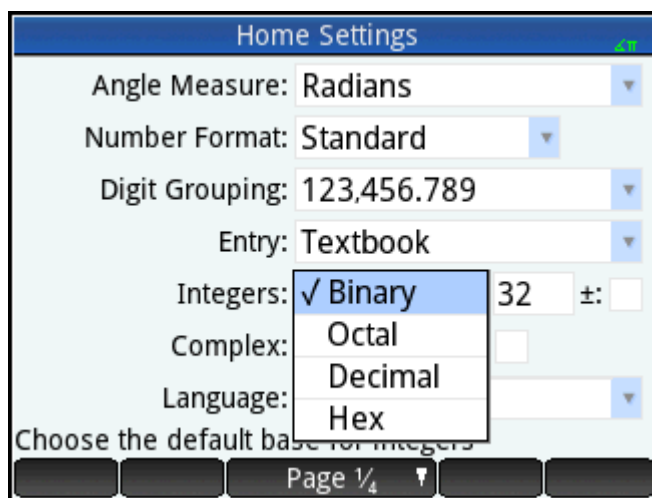 Home Settings
∡π
Angle Measure: Radians
Number Format: Standard
Digit Grouping: 123,456.789
Entry: Textbook
Integers: √ Binary 32 ±:
Octal
Complex:
Decimal
Language:
Hex
Choose the default base for integers
Page 1/4